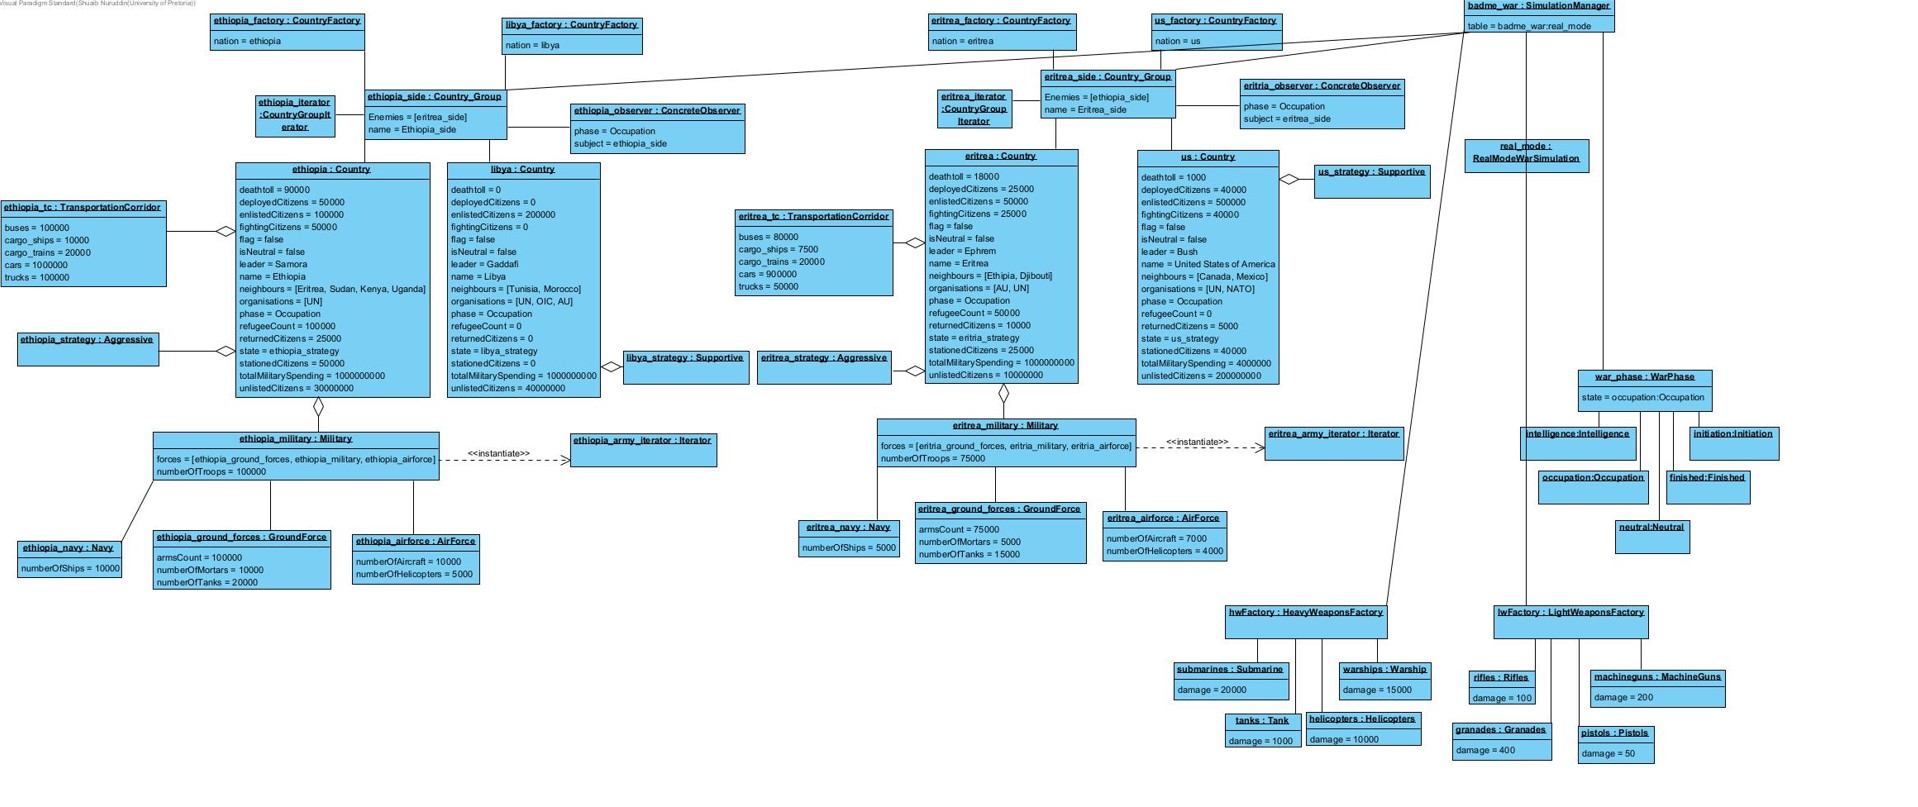 Visual Paradigm Standard(Shuaib Nuruddin(University of Pretoria))
ethiopia_factory : CountryFactory
nation = ethiopia
libya_factory : CountryFactory
nation = libya
eritrea_factory : CountryFactory
nation = eritrea
us_factory : CountryFactory
nation = us
badme_war : SimulationManager
table = badme_war:real_mode
ethiopia_iterator
:CountryGroupIt
erator
ethiopia_side : Country_Group
Enemies = [eritrea_side]
name = Ethiopia_side
ethiopia_observer : ConcreteObserver
phase = Occupation
subject = ethiopia_side
eritrea_iterator
:CountryGroup
Iterator
eritrea_side : Country_Group
Enemies = [ethiopia_side]
name = Eritrea_side
eritria_observer : ConcreteObserver
phase = Occupation
subject = eritrea_side
real_mode :
RealModeWarSimulation
ethiopia_tc : TransportationCorridor
buses = 100000
cargo_ships = 10000
cargo_trains = 20000
cars = 1000000
trucks = 100000
ethiopia_strategy : Aggressive
ethiopia : Country
deathtoll = 90000
deployedCitizens = 50000
enlistedCitizens = 100000
fightingCitizens = 50000
flag = false
isNeutral = false
leader = Samora
name = Ethiopia
neighbours = [Eritrea, Sudan, Kenya, Uganda]
organisations = [UN]
phase = Occupation
refugeeCount = 100000
returnedCitizens = 25000
state = ethiopia_strategy
stationedCitizens = 50000
totalMilitarySpending = 1000000000
unlistedCitizens = 30000000
libya : Country
deathtoll = 0
deployedCitizens = 0
enlistedCitizens = 200000
fightingCitizens = 0
flag = false
isNeutral = false
leader = Gaddafi
name = Libya
neighbours = [Tunisia, Morocco]
organisations = [UN, OIC, AU]
phase = Occupation
refugeeCount = 0
returnedCitizens = 0
state = libya_strategy
stationedCitizens = 0
totalMilitarySpending = 1000000000
unlistedCitizens = 40000000
libya_strategy : Supportive
eritrea_tc : TransportationCorridor
buses = 80000
cargo_ships = 7500
cargo_trains = 20000
cars = 900000
trucks = 50000
eritrea_strategy : Aggressive
eritrea : Country
deathtoll = 18000
deployedCitizens = 25000
enlistedCitizens = 50000
fightingCitizens = 25000
flag = false
isNeutral = false
leader = Ephrem
name = Eritrea
neighbours = [Ethipia, Djibouti]
organisations = [AU, UN]
phase = Occupation
refugeeCount = 50000
returnedCitizens = 10000
state = eritria_strategy
stationedCitizens = 25000
totalMilitarySpending = 1000000000
unlistedCitizens = 10000000
us : Country
deathtoll = 1000
deployedCitizens = 40000
enlistedCitizens = 500000
fightingCitizens = 40000
flag = false
isNeutral = false
leader = Bush
name = United States of America
neighbours = [Canada, Mexico]
organisations = [UN, NATO]
phase = Occupation
refugeeCount = 0
returnedCitizens = 5000
state = us_strategy
stationedCitizens = 40000
totalMilitarySpending = 4000000
unlistedCitizens = 200000000
us_strategy : Supportive
war_phase : WarPhase
state = occupation:Occupation
intelligence:Intelligence
initiation:Initiation
occupation:Occupation
finished:Finished
neutral:Neutral
ethiopia_military : Military
forces = [ethiopia_ground_forces, ethiopia_military, ethiopia_airforce]
numberOfTroops = 100000
<<instantiate>>
ethiopia_army_iterator : Iterator
eritrea_military : Military
forces = [eritria_ground_forces, eritria_military, eritria_airforce]
numberOfTroops = 75000
<<instantiate>>
eritrea_army_iterator : Iterator
ethiopia_navy : Navy
numberOfShips = 10000
ethiopia_ground_forces : GroundForce
armsCount = 100000
numberOfMortars = 10000
numberOfTanks = 20000
ethiopia_airforce : AirForce
numberOfAircraft = 10000
numberOfHelicopters = 5000
eritrea_navy : Navy
numberOfShips = 5000
eritrea_ground_forces : GroundForce
armsCount = 75000
numberOfMortars = 5000
numberOfTanks = 15000
eritrea_airforce : AirForce
numberOfAircraft = 7000
numberOfHelicopters = 4000
hwFactory : HeavyWeaponsFactory
submarines : Submarine
damage = 20000
warships : Warship
damage = 15000
tanks : Tank
damage = 1000
helicopters : Helicopters
damage = 10000
lwFactory : LightWeaponsFactory
rifles : Rifles
damage = 100
machineguns : MachineGuns
damage = 200
granades : Granades
damage = 400
pistols : Pistols
damage = 50